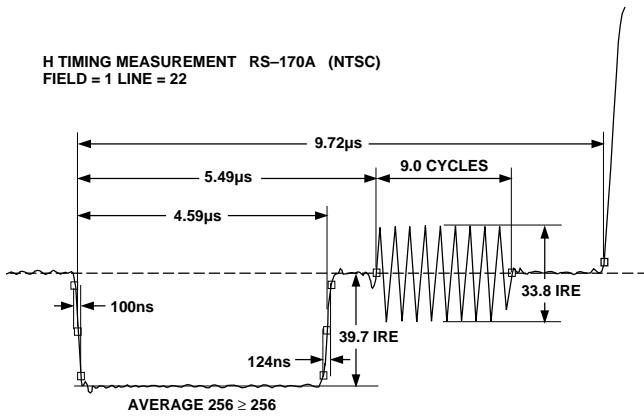 H TIMING MEASUREMENT RS–170A (NTSC)
FIELD = 1 LINE = 22
9.72µs
5.49µs
9.0 CYCLES
4.59µs
100ns
33.8 IRE
39.7 IRE
124ns
AVERAGE 256 ≥ 256